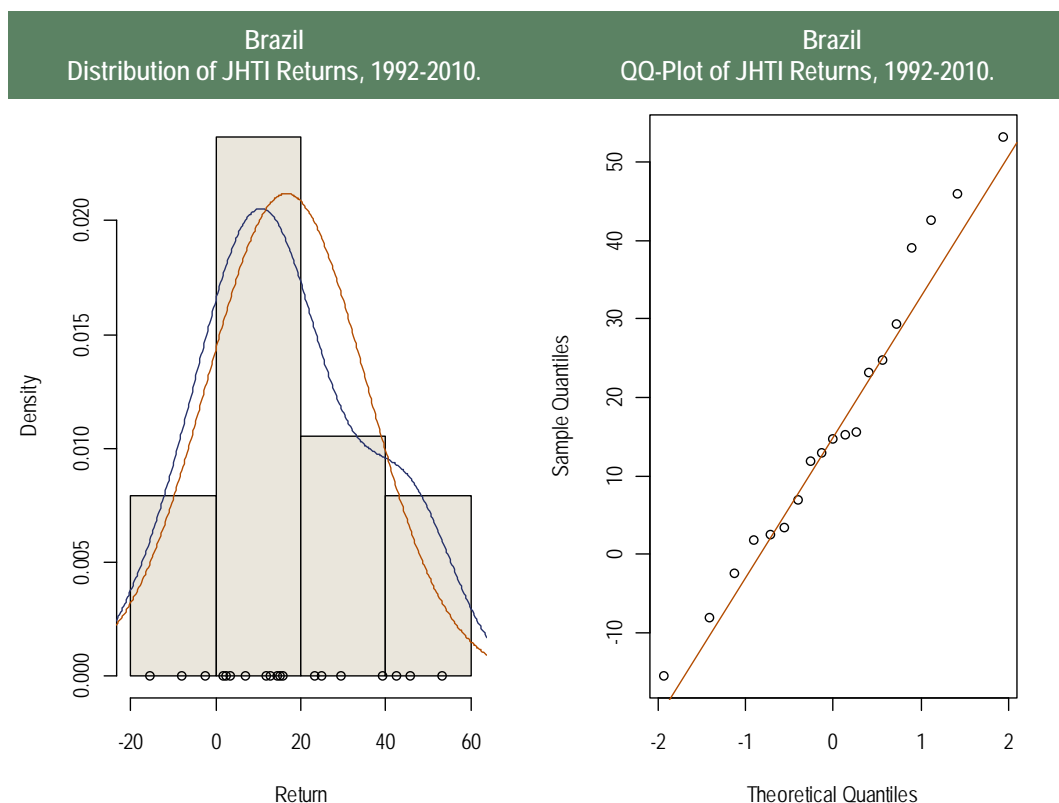 Brazil
Distribution of JHTI Returns, 1992-2010.
Brazil
QQ-Plot of JHTI Returns, 1992-2010.
Density
0.020
0.015
0.010
0.005
0.000
-20 0 20 40 60
Return
Sample Quantiles
50
40
30
20
10
0
-10
-2 -1 0 1 2
Theoretical Quantiles